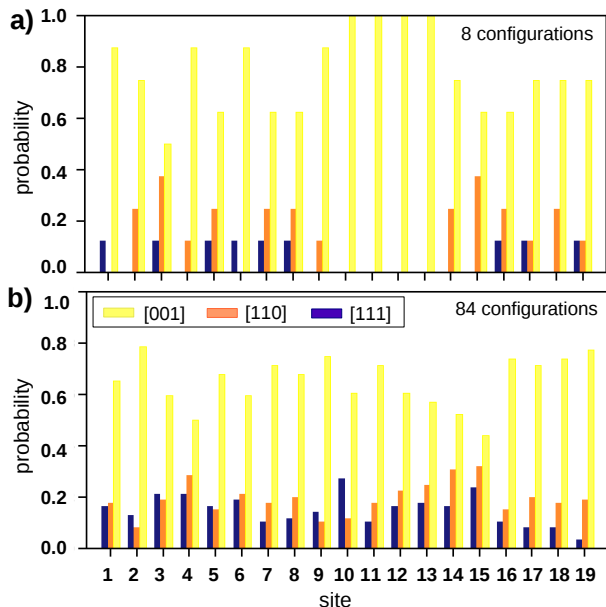 a)
8 configurations
probability
1.0
0.8
0.6
0.4
0.2
0.0
b)
[001] [110] [111]
84 configurations
probability
1.0
0.8
0.6
0.4
0.2
0.0
1 2 3 4 5 6 7 8 9 10 11 12 13 14 15 16 17 18 19
site